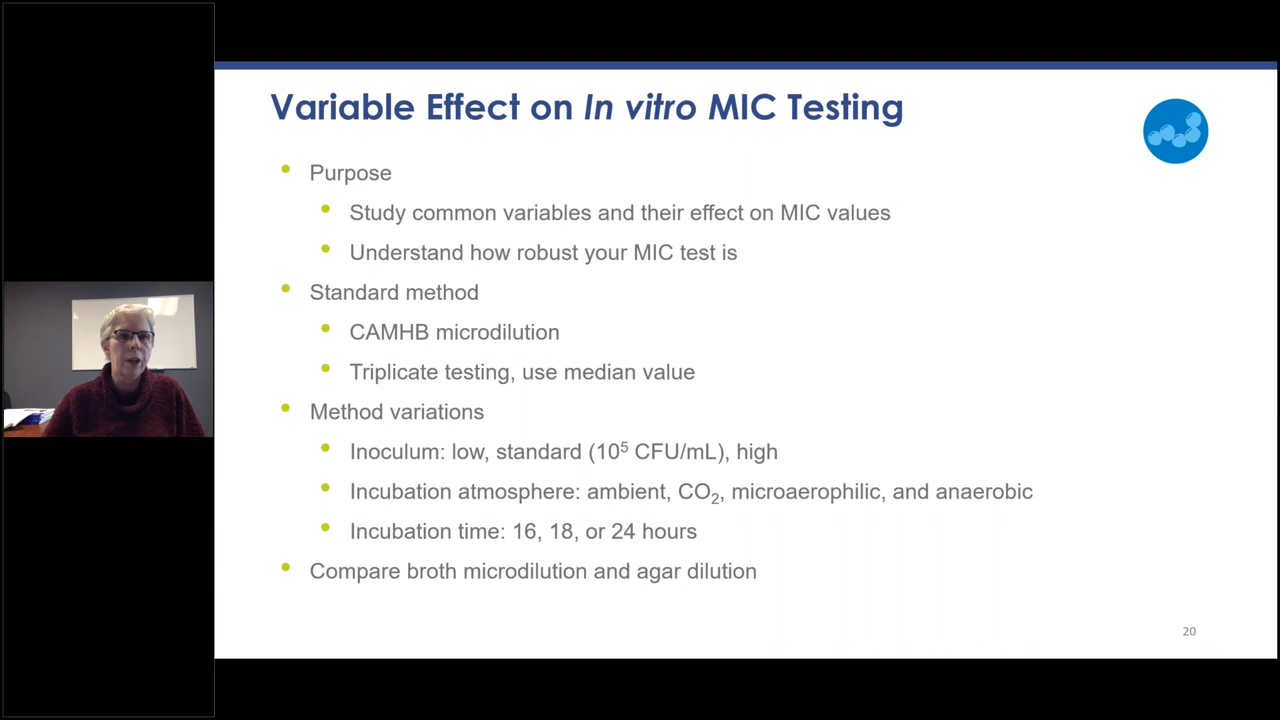 Variable Effect on In vitro MIC Testing
Purpose
Study common variables and their effect on MIC values
Understand how robust your MIC test is
Standard method
CAMHB microdilution
Triplicate testing, use median value
Method variations
Inoculum: low, standard (10⁵ CFU/mL), high
Incubation atmosphere: ambient, CO₂, microaerophilic, and anaerobic
Incubation time: 16, 18, or 24 hours
Compare broth microdilution and agar dilution
20